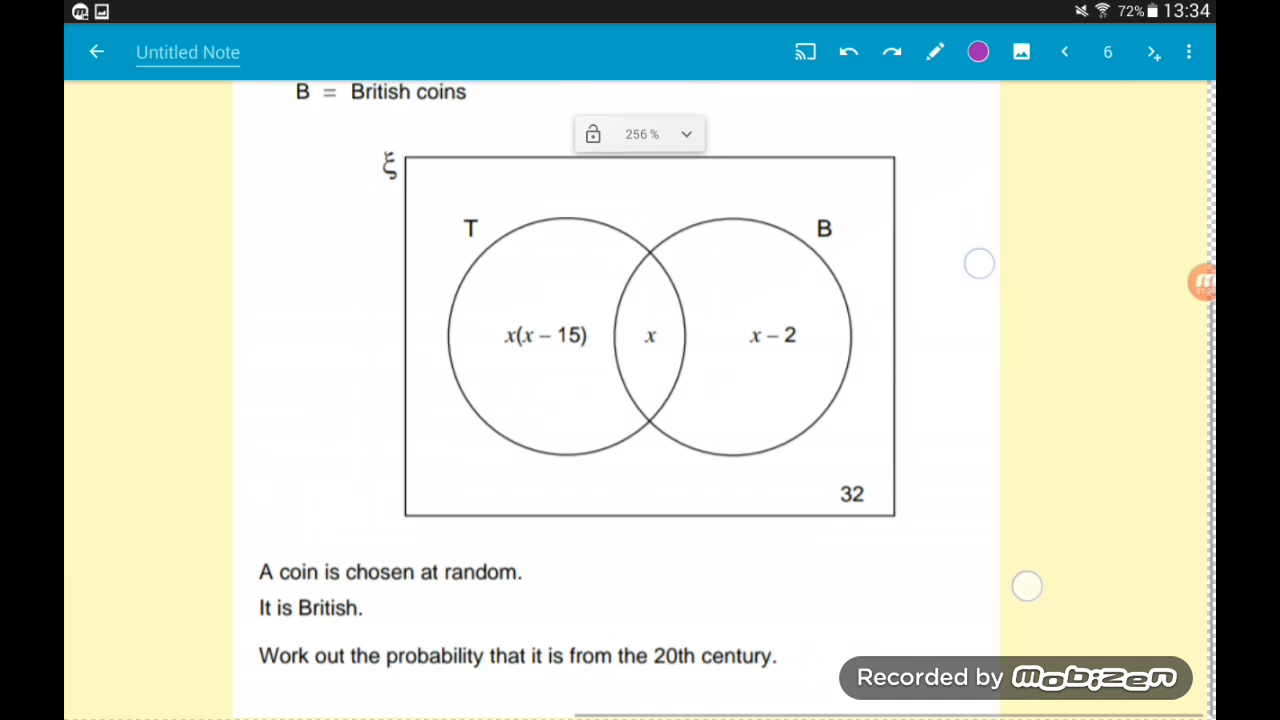 72% 13:34
Untitled Note 6
B = British coins
256 %
ξ
T B
x(x – 15) x x – 2
32
A coin is chosen at random.
It is British.
Work out the probability that it is from the 20th century.
Recorded by mobizen